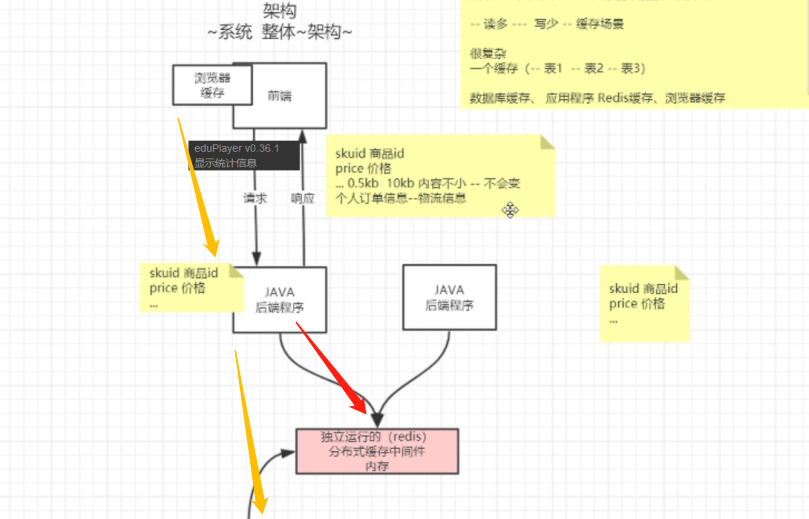 架构
~系统 整体~架构~
-- 读多 --- 写少 -- 缓存场景
很复杂
一个缓存（-- 表1 -- 表2 -- 表3）
数据库缓存、 应用程序 Redis缓存、浏览器缓存
浏览器
缓存
前端
eduPlayer v0.36.1
显示统计信息
skuid 商品id
price 价格
... 0.5kb 10kb 内容不小 -- 不会变
个人订单信息--物流信息
请求
响应
skuid 商品id
price 价格
...
JAVA
后端程序
JAVA
后端程序
skuid 商品id
price 价格
...
独立运行的（redis）
分布式缓存中间件
内存